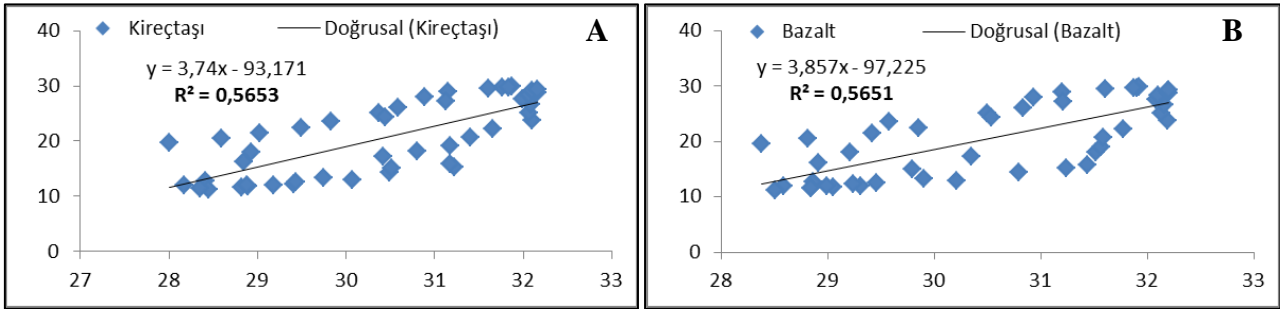 Kireçtaşı Doğrusal (Kireçtaşı) A
y = 3,74x - 93,171
R² = 0,5653
40
30
20
10
0
27 28 29 30 31 32 33
Bazalt Doğrusal (Bazalt) B
y = 3,857x - 97,225
R² = 0,5651
40
30
20
10
0
28 29 30 31 32 33